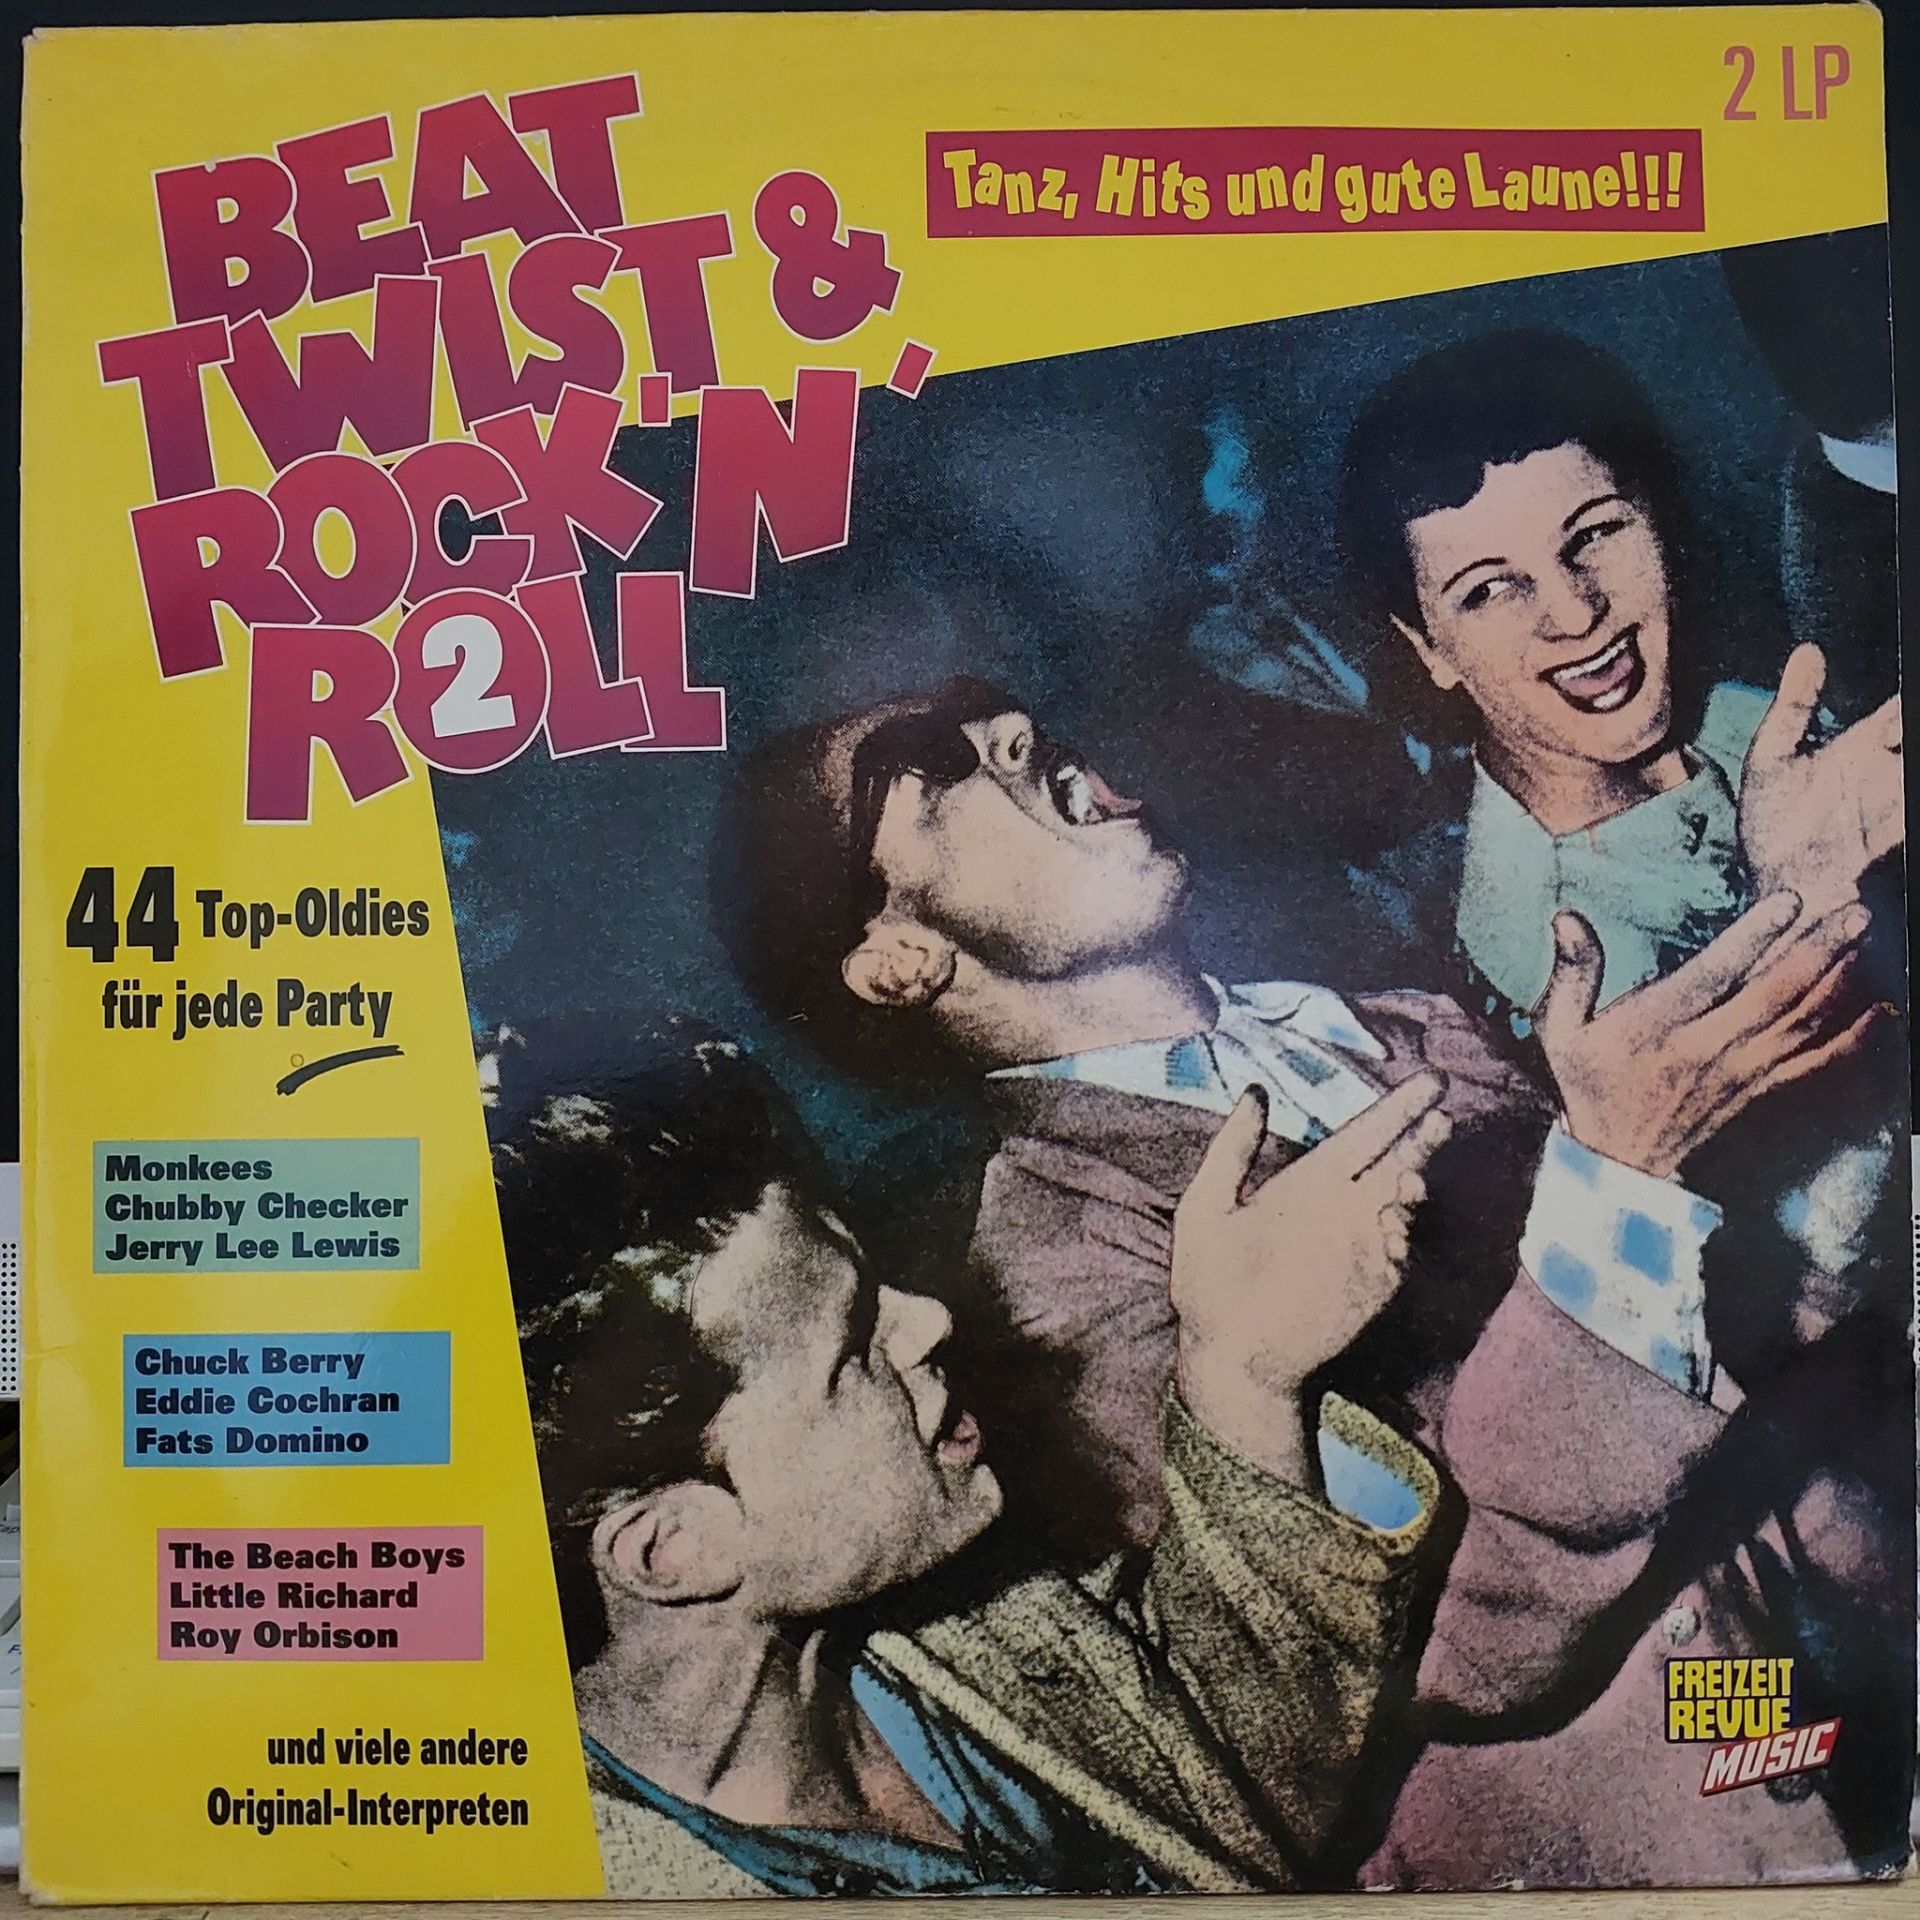 2 LP
Tanz, Hits und gute Laune!!!
BEAT
TWIST &
ROCK 'N'
ROLL
2
44 Top-Oldies
für jede Party
Monkees
Chubby Checker
Jerry Lee Lewis
Chuck Berry
Eddie Cochran
Fats Domino
The Beach Boys
Little Richard
Roy Orbison
und viele andere
Original-Interpreten
FREIZEIT
REVUE
MUSIC